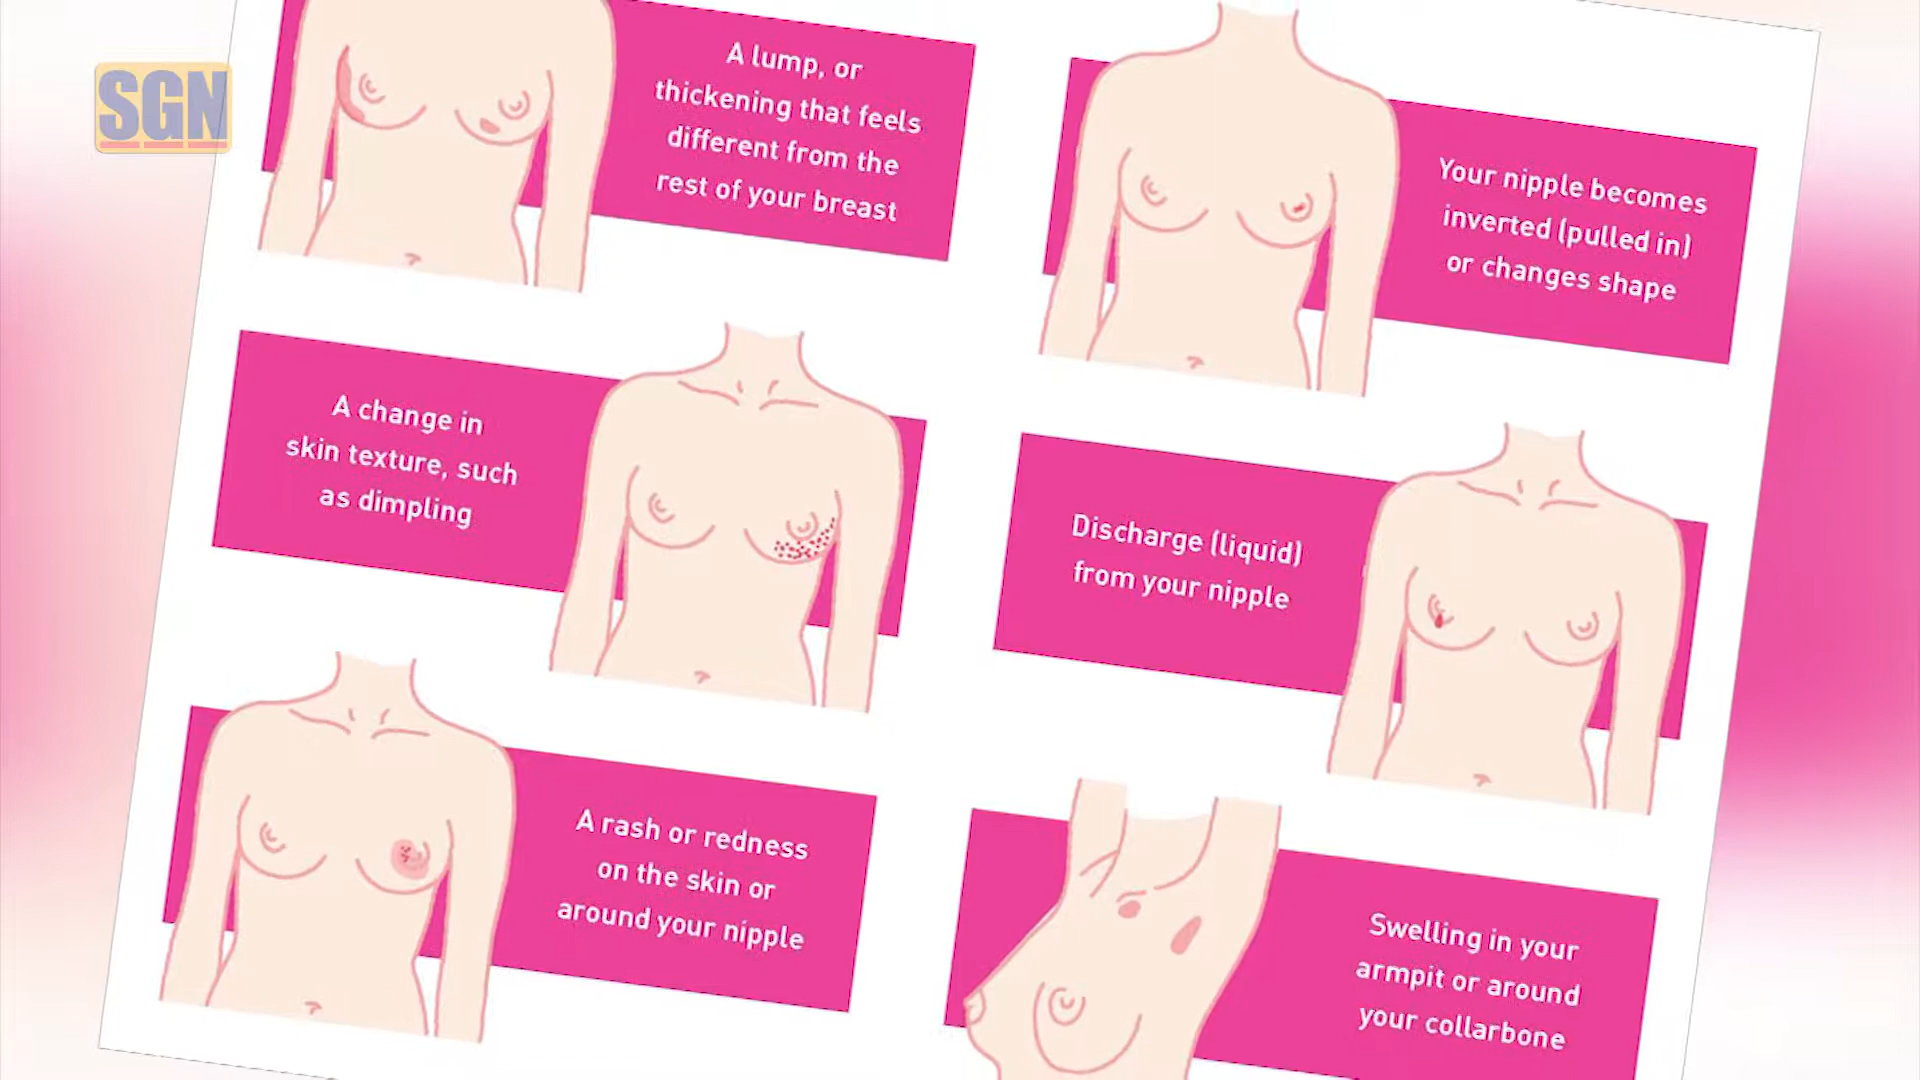 SGN
A lump, or
thickening that feels
different from the
rest of your breast
Your nipple becomes
inverted (pulled in)
or changes shape
A change in
skin texture, such
as dimpling
Discharge (liquid)
from your nipple
A rash or redness
on the skin or
around your nipple
Swelling in your
armpit or around
your collarbone